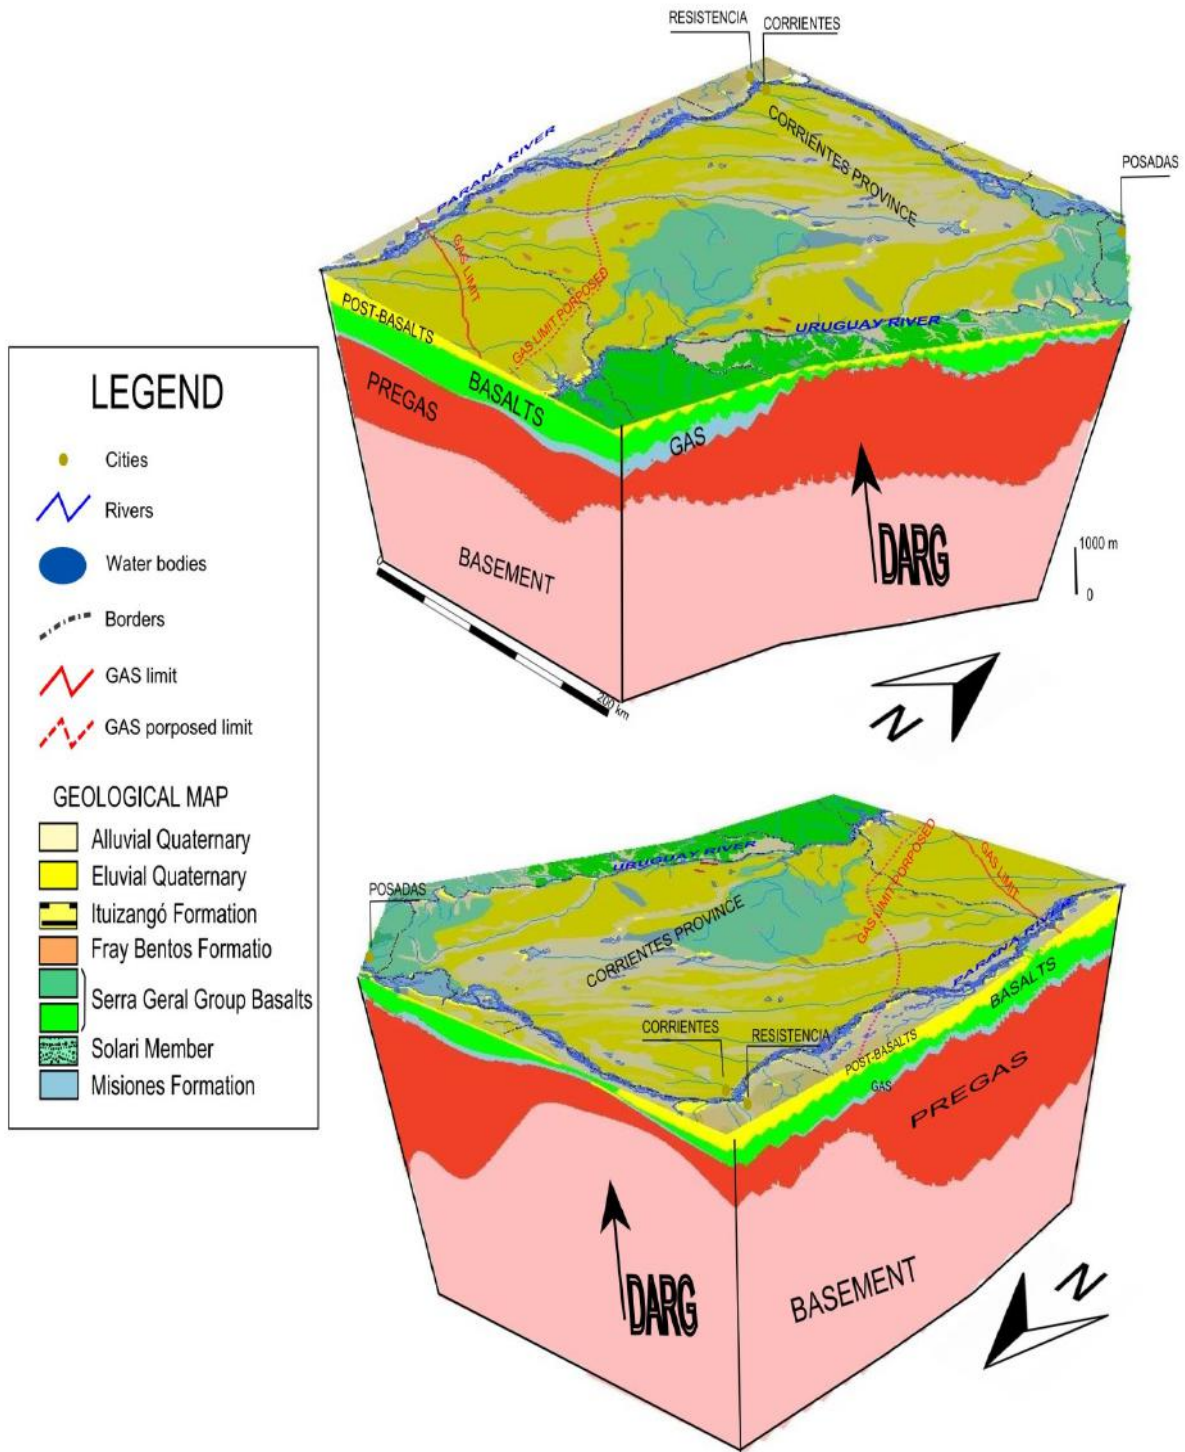 RESISTENCIA
CORRIENTES
PARANÁ RIVER
CORRIENTES PROVINCE
POSADAS
GAS LIMIT
GAS LIMIT PORPOSED
URUGUAY RIVER
POST-BASALTS
BASALTS
PREGAS
GAS
BASEMENT
DARG
1000 m
0
0
200 km
N
LEGEND
Cities
Rivers
Water bodies
Borders
GAS limit
GAS porposed limit
GEOLOGICAL MAP
Alluvial Quaternary
Eluvial Quaternary
Ituizangó Formation
Fray Bentos Formatio
Serra Geral Group Basalts
Solari Member
Misiones Formation
POSADAS
URUGUAY RIVER
GAS LIMIT PORPOSED
GAS LIMIT
CORRIENTES PROVINCE
PARANÁ RIVER
CORRIENTES
RESISTENCIA
BASALTS
POST-BASALTS
GAS
PREGAS
DARG
BASEMENT
N